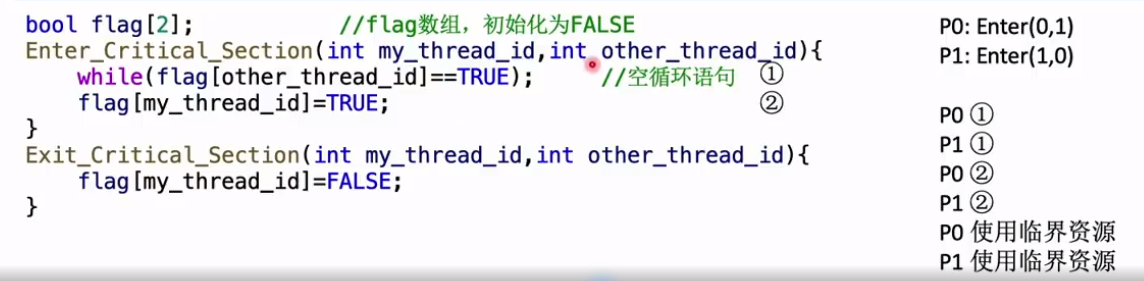 bool flag[2]; //flag数组，初始化为FALSE
Enter_Critical_Section(int my_thread_id,int other_thread_id){
while(flag[other_thread_id]==TRUE); //空循环语句 ①
flag[my_thread_id]=TRUE; ②
}
Exit_Critical_Section(int my_thread_id,int other_thread_id){
flag[my_thread_id]=FALSE;
}
P0: Enter(0,1)
P1: Enter(1,0)
P0 ①
P1 ①
P0 ②
P1 ②
P0 使用临界资源
P1 使用临界资源